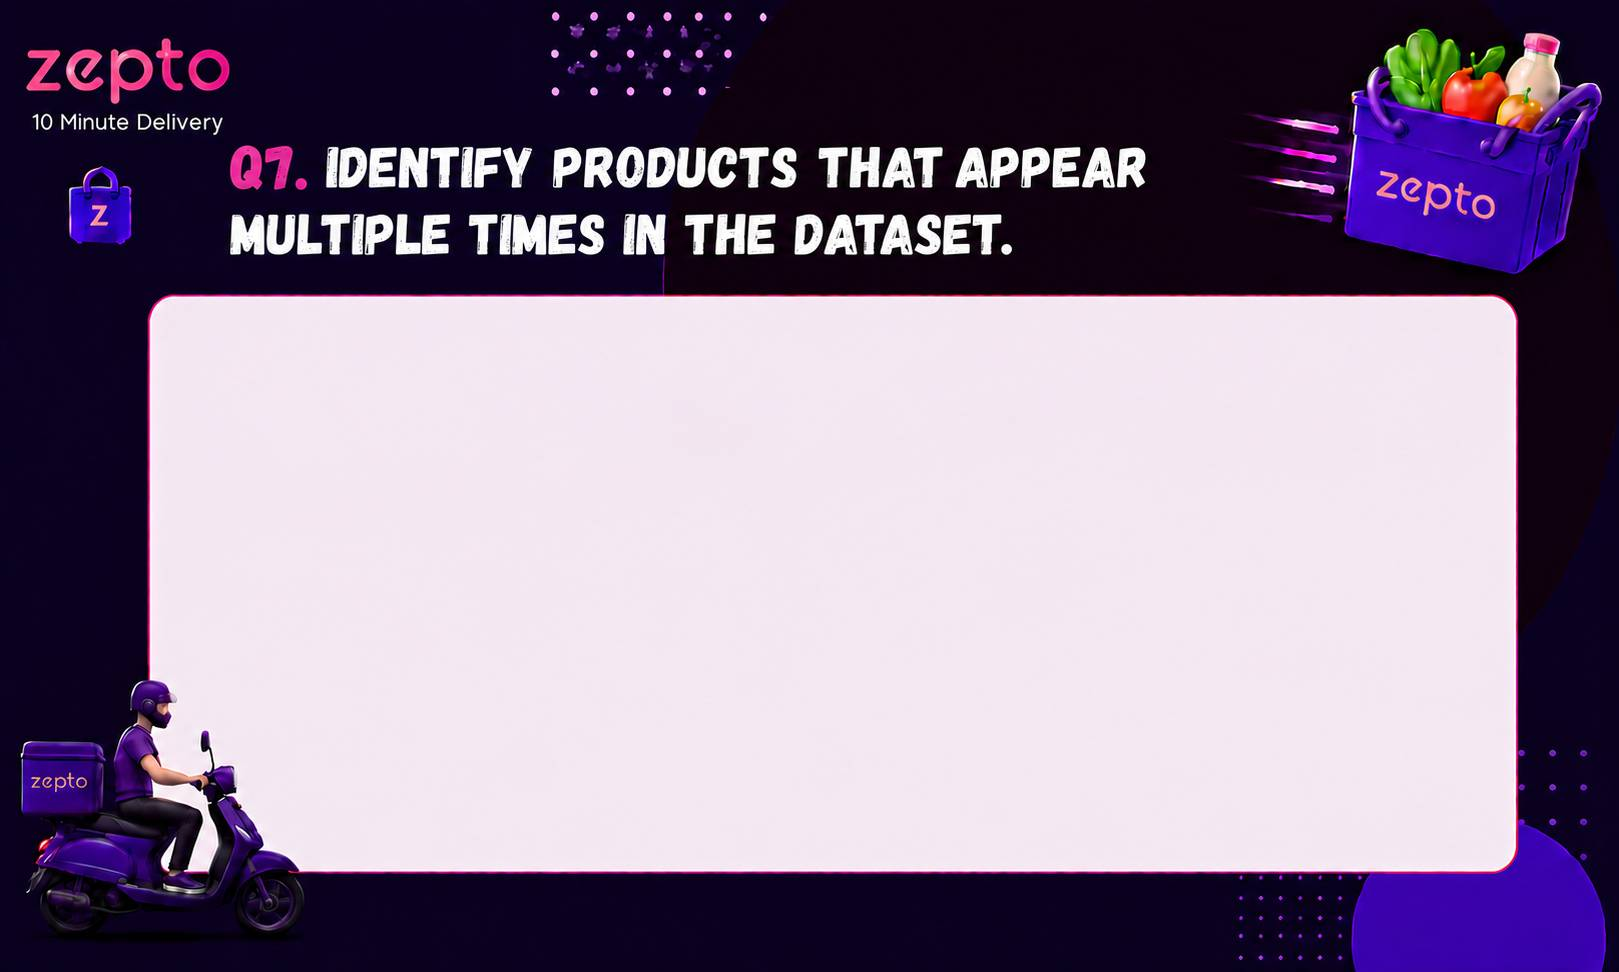 zepto
10 Minute Delivery
Z
Q7. IDENTIFY PRODUCTS THAT APPEAR
MULTIPLE TIMES IN THE DATASET.
zepto
zepto